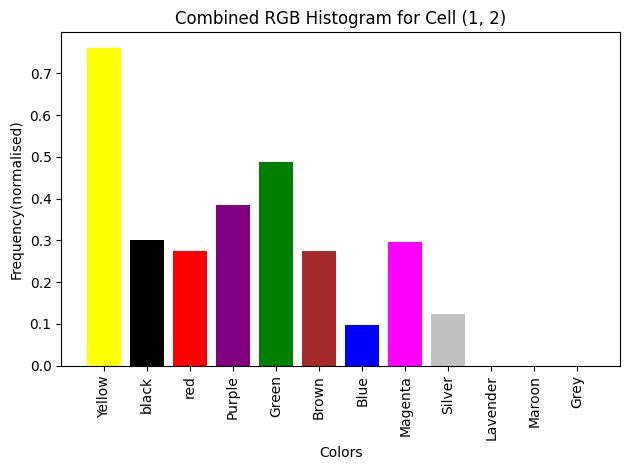 Combined RGB Histogram for Cell (1, 2)
Frequency(normalised)
0.7
0.6
0.5
0.4
0.3
0.2
0.1
0.0
Yellow
black
red
Purple
Green
Brown
Blue
Magenta
Silver
Lavender
Maroon
Grey
Colors